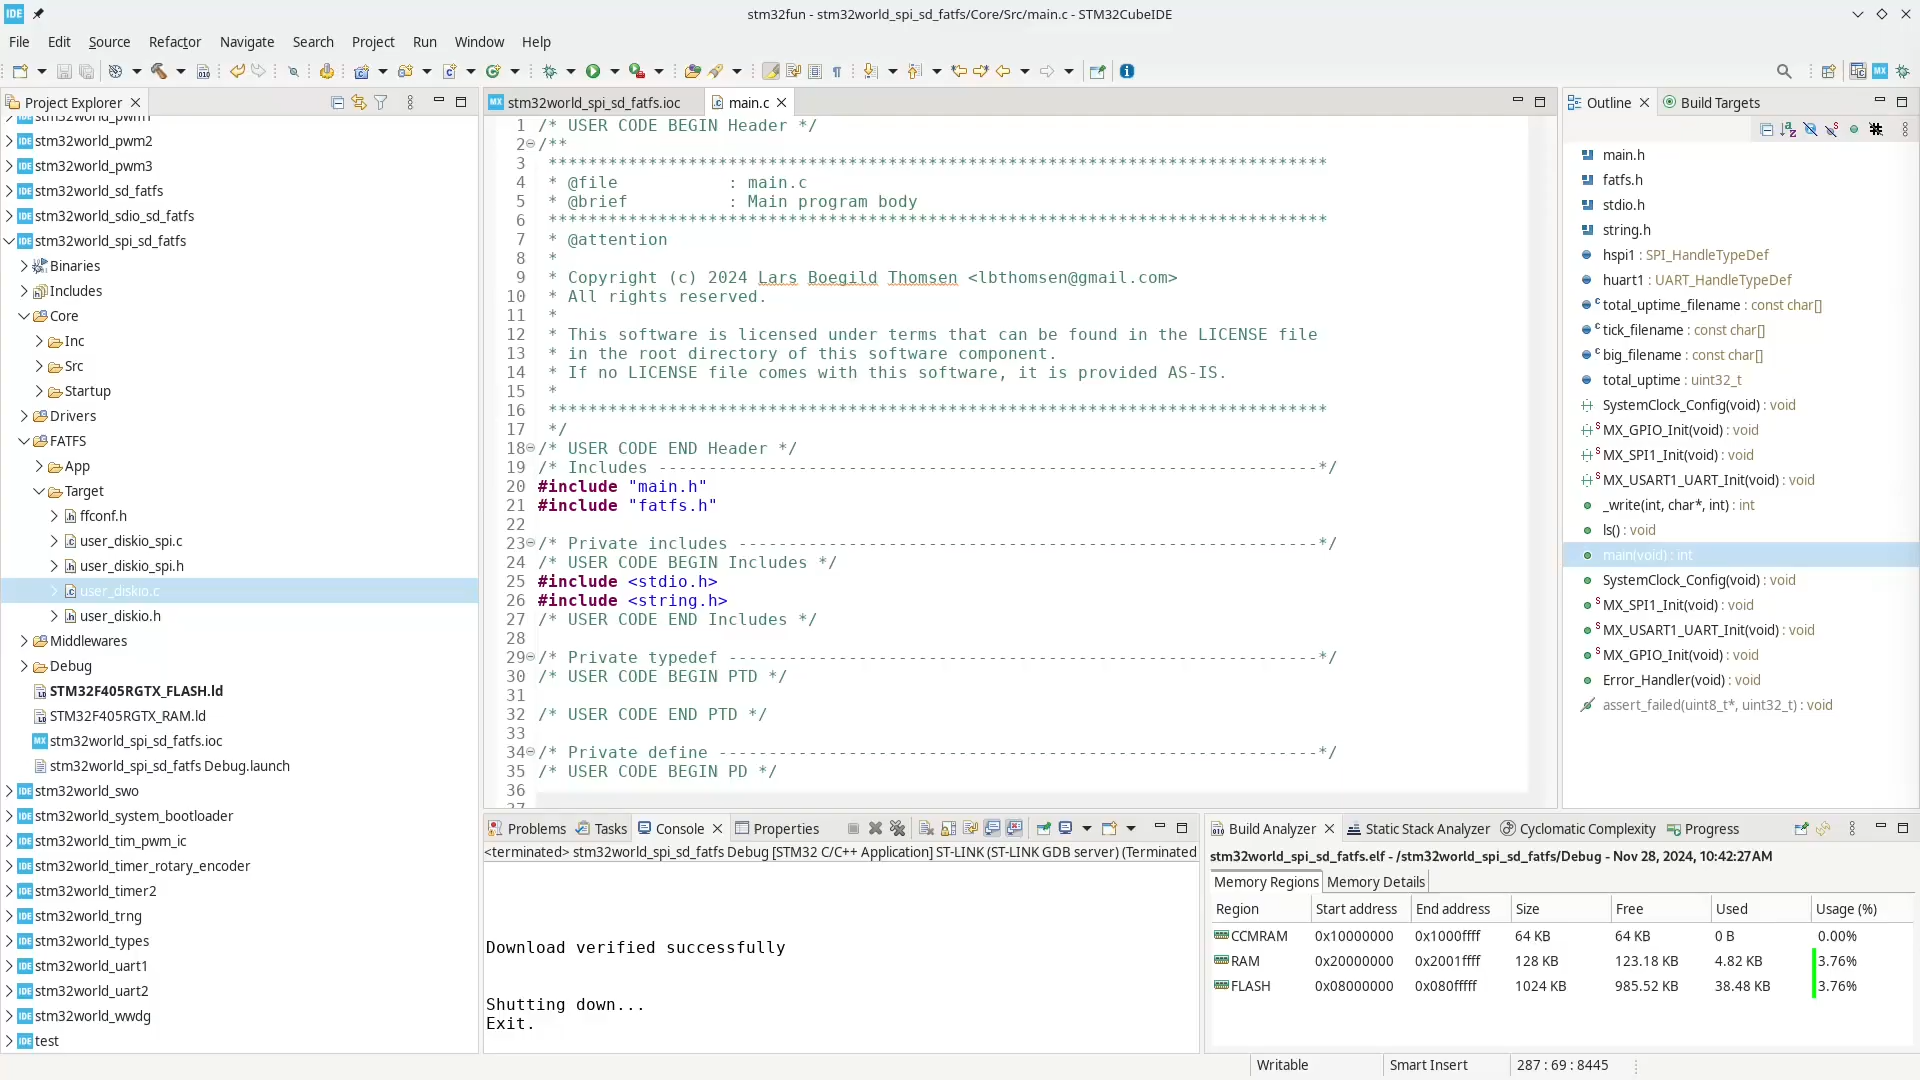 IDE
stm32fun - stm32world_spi_sd_fatfs/Core/Src/main.c - STM32CubeIDE
File Edit Source Refactor Navigate Search Project Run Window Help
Project Explorer
stm32world_pwm1
stm32world_pwm2
stm32world_pwm3
stm32world_sd_fatfs
stm32world_sdio_sd_fatfs
stm32world_spi_sd_fatfs
Binaries
Includes
Core
Inc
Src
Startup
Drivers
FATFS
App
Target
ffconf.h
user_diskio_spi.c
user_diskio_spi.h
user_diskio.c
user_diskio.h
Middlewares
Debug
STM32F405RGTX_FLASH.ld
STM32F405RGTX_RAM.ld
stm32world_spi_sd_fatfs.ioc
stm32world_spi_sd_fatfs Debug.launch
stm32world_swo
stm32world_system_bootloader
stm32world_tim_pwm_ic
stm32world_timer_rotary_encoder
stm32world_timer2
stm32world_trng
stm32world_types
stm32world_uart1
stm32world_uart2
stm32world_wwdg
test
MX stm32world_spi_sd_fatfs.ioc main.c
1 /* USER CODE BEGIN Header */
2 /**
3 ******************************************************************************
4 * @file : main.c
5 * @brief : Main program body
6 ******************************************************************************
7 * @attention
8 *
9 * Copyright (c) 2024 Lars Boegild Thomsen <lbthomsen@gmail.com>
10 * All rights reserved.
11 *
12 * This software is licensed under terms that can be found in the LICENSE file
13 * in the root directory of this software component.
14 * If no LICENSE file comes with this software, it is provided AS-IS.
15 *
16 ******************************************************************************
17 */
18 /* USER CODE END Header */
19 /* Includes ------------------------------------------------------------------*/
20 #include "main.h"
21 #include "fatfs.h"
22
23 /* Private includes ----------------------------------------------------------*/
24 /* USER CODE BEGIN Includes */
25 #include <stdio.h>
26 #include <string.h>
27 /* USER CODE END Includes */
28
29 /* Private typedef -----------------------------------------------------------*/
30 /* USER CODE BEGIN PTD */
31
32 /* USER CODE END PTD */
33
34 /* Private define ------------------------------------------------------------*/
35 /* USER CODE BEGIN PD */
36
37
Outline Build Targets
main.h
fatfs.h
stdio.h
string.h
hspi1 : SPI_HandleTypeDef
huart1 : UART_HandleTypeDef
total_uptime_filename : const char[]
tick_filename : const char[]
big_filename : const char[]
total_uptime : uint32_t
SystemClock_Config(void) : void
MX_GPIO_Init(void) : void
MX_SPI1_Init(void) : void
MX_USART1_UART_Init(void) : void
_write(int, char*, int) : int
ls() : void
main(void) : int
SystemClock_Config(void) : void
MX_SPI1_Init(void) : void
MX_USART1_UART_Init(void) : void
MX_GPIO_Init(void) : void
Error_Handler(void) : void
assert_failed(uint8_t*, uint32_t) : void
Problems Tasks Console Properties
<terminated> stm32world_spi_sd_fatfs Debug [STM32 C/C++ Application] ST-LINK (ST-LINK GDB server) (Terminated
Download verified successfully
Shutting down...
Exit.
Build Analyzer Static Stack Analyzer Cyclomatic Complexity Progress
stm32world_spi_sd_fatfs.elf - /stm32world_spi_sd_fatfs/Debug - Nov 28, 2024, 10:42:27AM
Memory Regions Memory Details
Region Start address End address Size Free Used Usage (%)
CCMRAM 0x10000000 0x1000ffff 64 KB 64 KB 0 B 0.00%
RAM 0x20000000 0x2001ffff 128 KB 123.18 KB 4.82 KB 3.76%
FLASH 0x08000000 0x080fffff 1024 KB 985.52 KB 38.48 KB 3.76%
Writable Smart Insert 287 : 69 : 8445